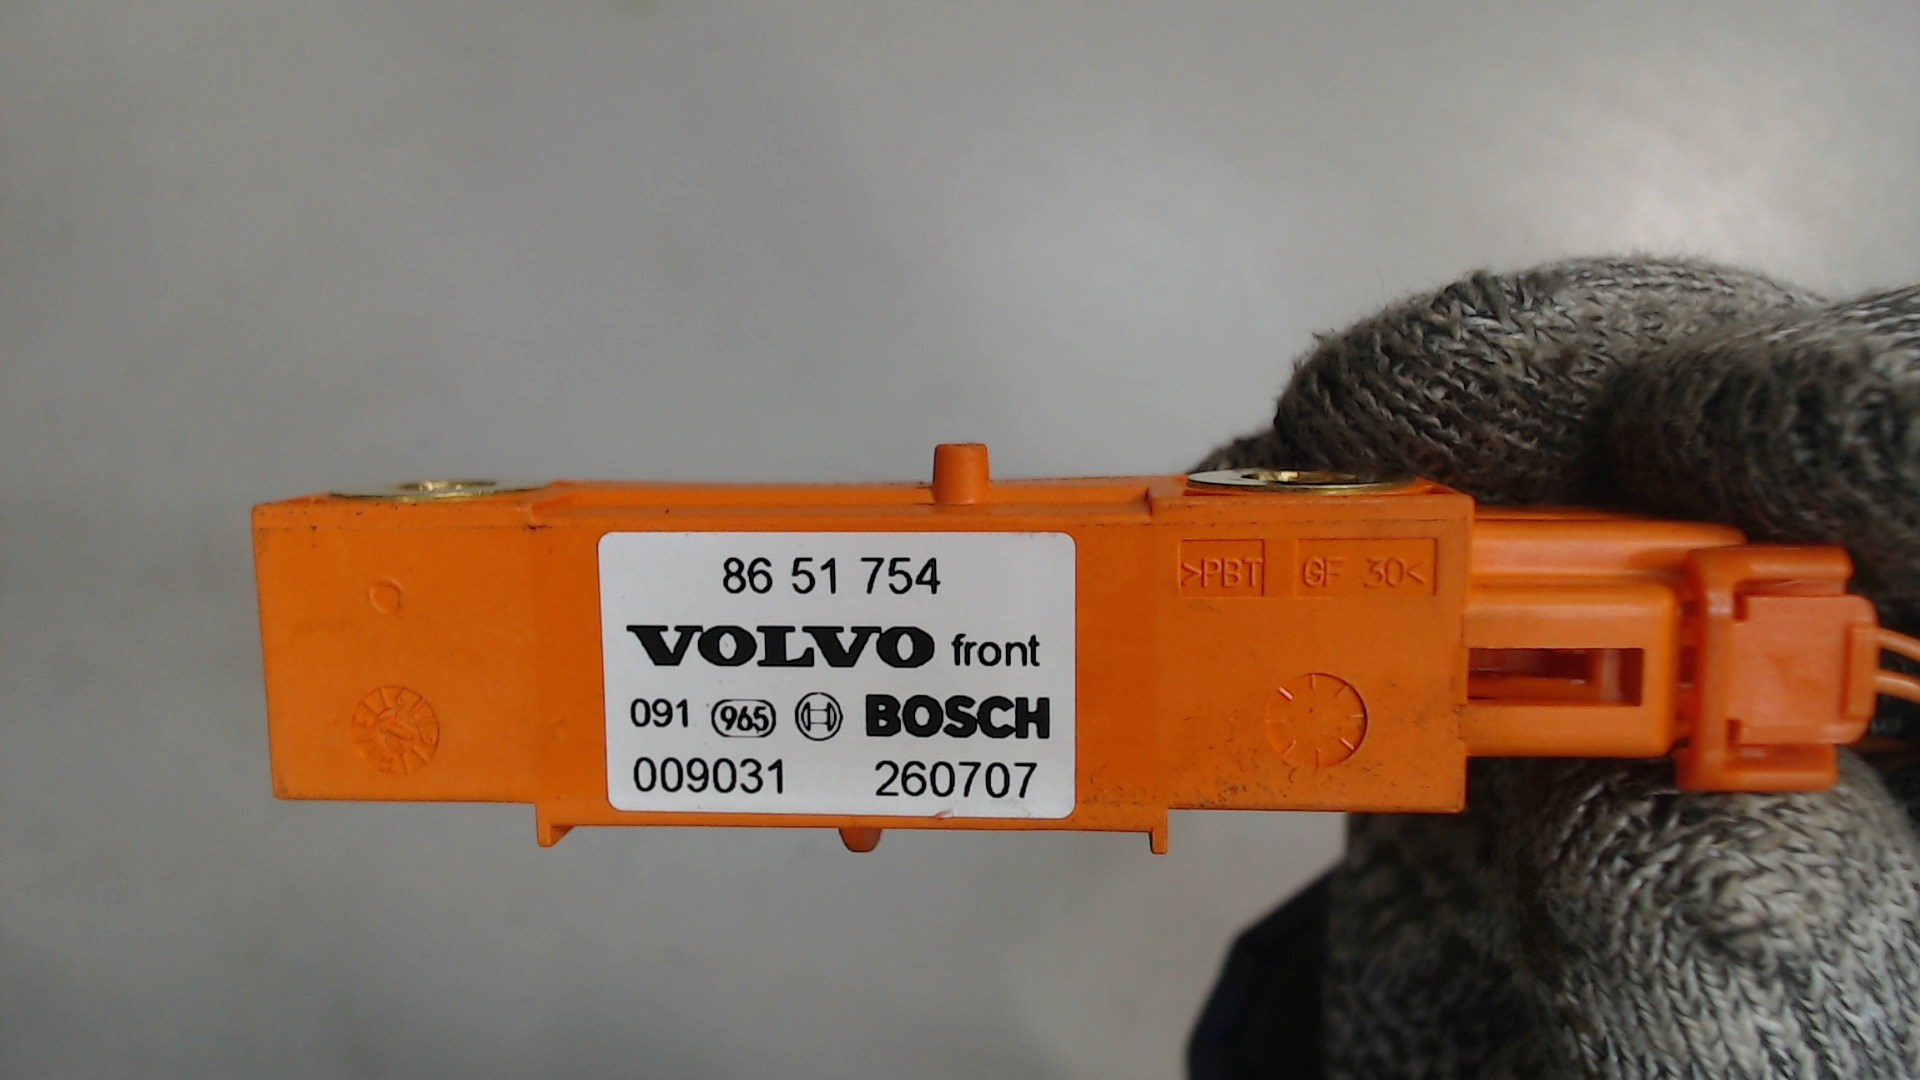 86 51 754
VOLVO front
091 965 BOSCH
009031 260707
>PBT GF 30<